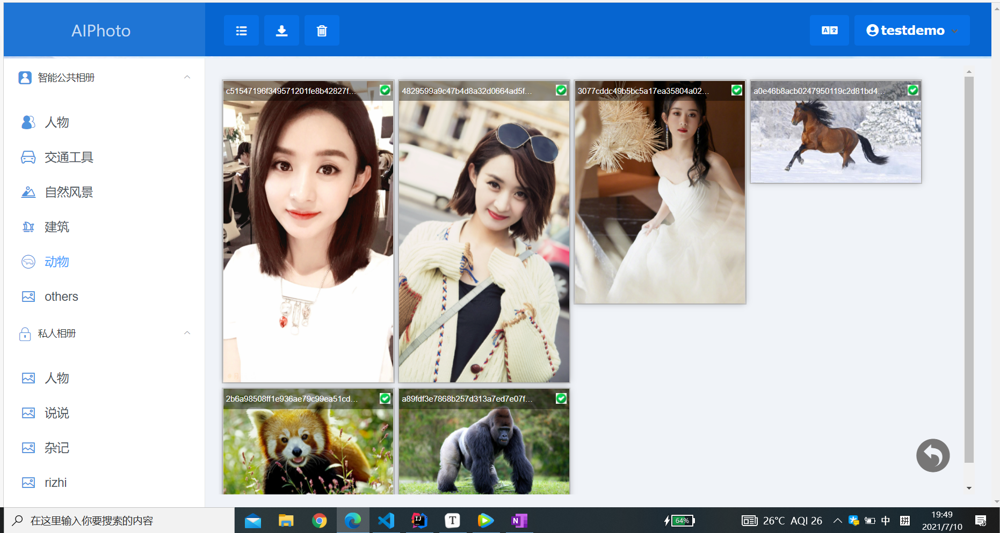 AIPhoto
testdemo
智能公共相册
人物
交通工具
自然风景
建筑
动物
others
私人相册
人物
说说
杂记
rizhi
c51547196f349571201fe8b42827f...
4829599a9c47b4d8a32d0664ad5f...
3077cddc49b5bc5a17ea35804a02...
a0e46b8acb0247950119c2d81bd4...
2b6a98508ff1e936ae79c99ea51cd...
a89fdf3e7868b257d313a7ed7e07f...
在这里输入你要搜索的内容
64%
26°C AQI 26
中
拼
19:49
2021/7/10